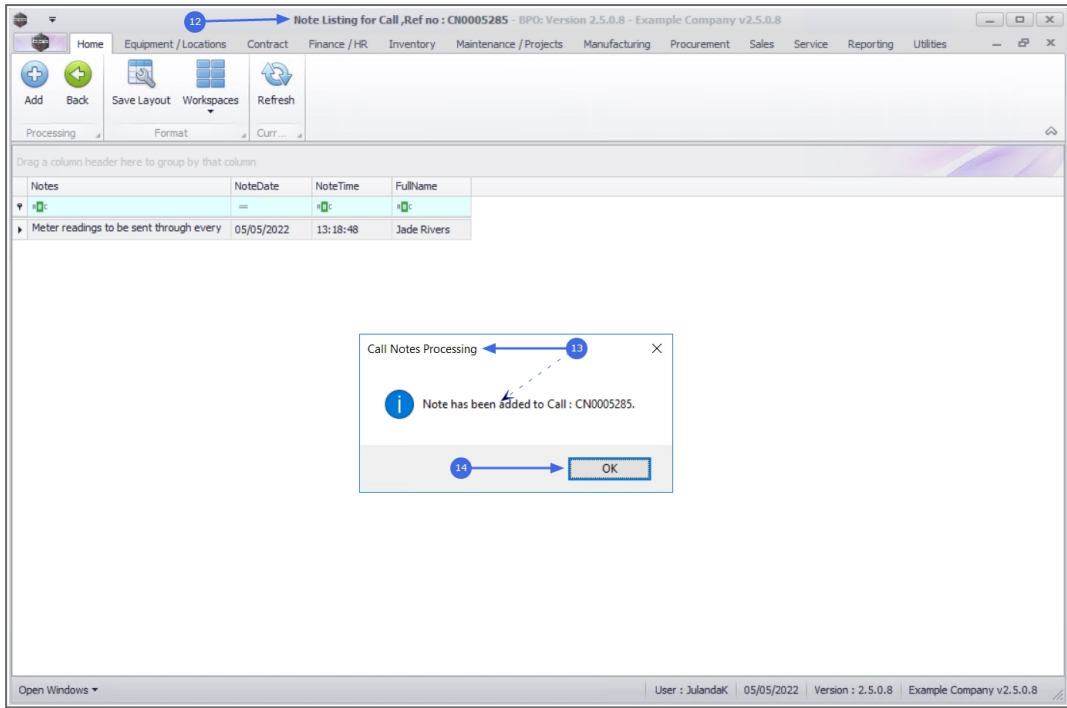 12
Note Listing for Call ,Ref no : CN0005285 - BPO: Version 2.5.0.8 - Example Company v2.5.0.8
Home Equipment / Locations Contract Finance / HR Inventory Maintenance / Projects Manufacturing Procurement Sales Service Reporting Utilities
Add Back Save Layout Workspaces Refresh
Processing Format Curr...
Drag a column header here to group by that column
Notes NoteDate NoteTime FullName
=
Meter readings to be sent through every 05/05/2022 13:18:48 Jade Rivers
Call Notes Processing 13
Note has been added to Call : CN0005285.
14 OK
Open Windows User : JulandaK 05/05/2022 Version : 2.5.0.8 Example Company v2.5.0.8